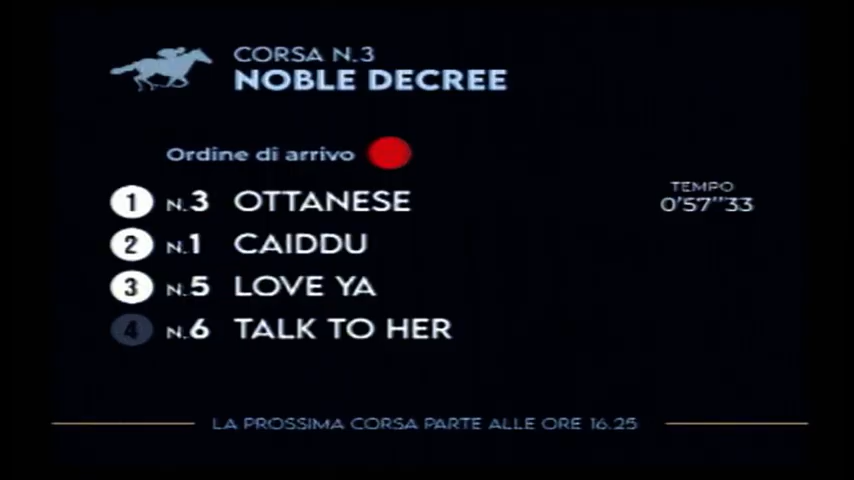 CORSA N.3
NOBLE DECREE
Ordine di arrivo
TEMPO
0'57"33
1 N.3 OTTANESE
2 N.1 CAIDDU
3 N.5 LOVE YA
4 N.6 TALK TO HER
LA PROSSIMA CORSA PARTE ALLE ORE 16.25